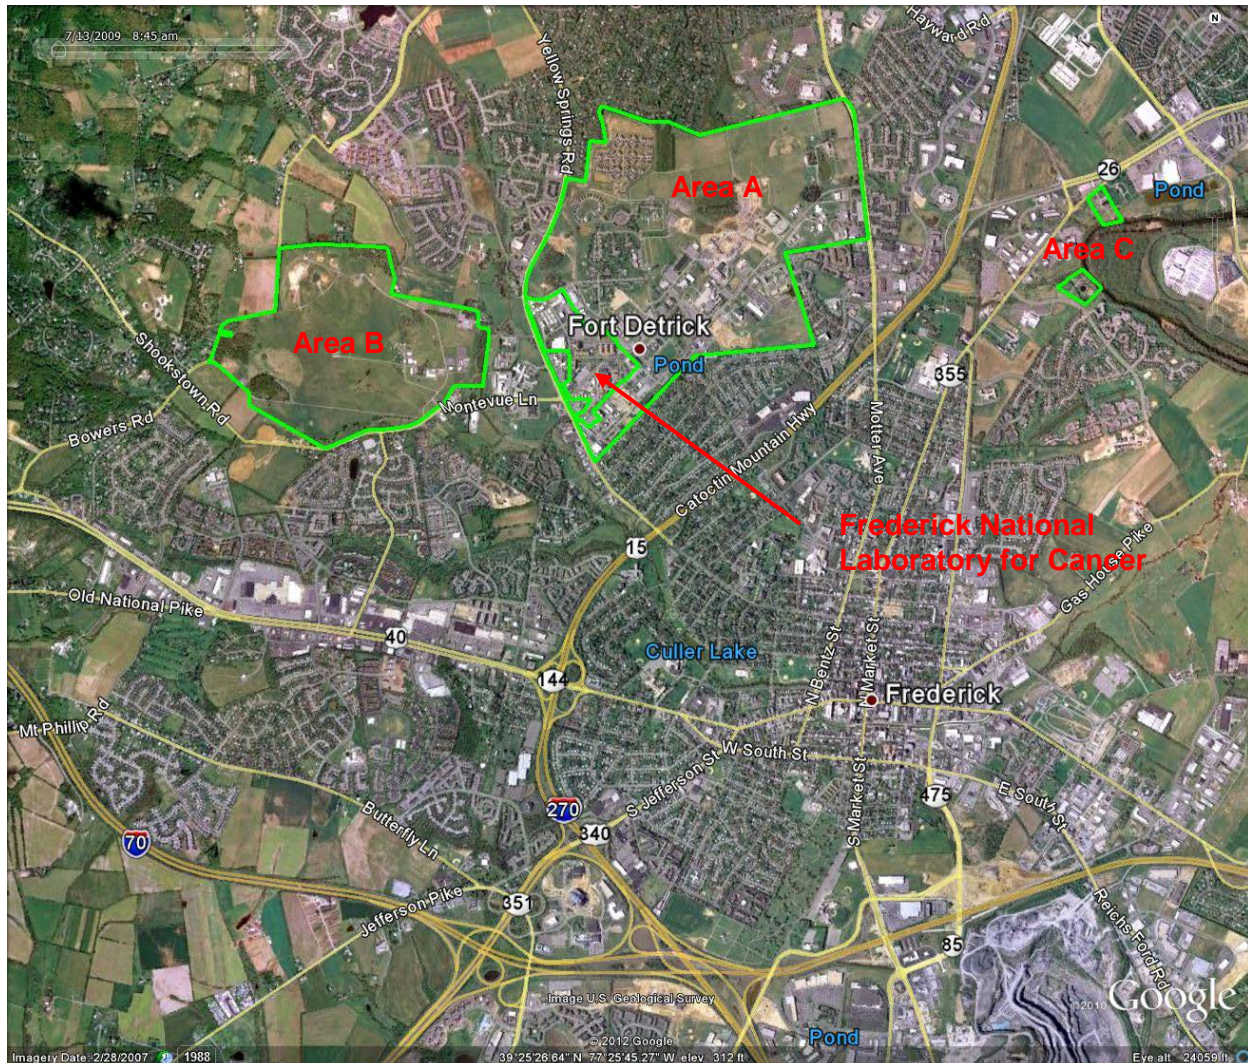 7/13/2009   8:45 am
N
Hayward Rd
Yellow Springs Rd
26
Pond
Area A
Area C
Fort Detrick
Pond
Area B
Shookstown Rd
Montevue Ln
355
Bowers Rd
Motter Ave
Catoctin Mountain Hwy
Frederick National
Laboratory for Cancer
15
Gas House Pike
Old National Pike
40
Culler Lake
N Bentz St
N Market St
144
Frederick
Mt Phillip Rd
W South St
S Jefferson St
475
E South St
270
340
S Market St
70
Butterfly Ln
351
Jefferson Pike
85
Reichs Ford Rd
Image U.S. Geological Survey
©2010 Google
Pond
© 2012 Google
Imagery Date: 2/28/2007   1988   39°25'26.64" N  77°25'45.27" W  elev  312 ft   Eye alt  24059 ft